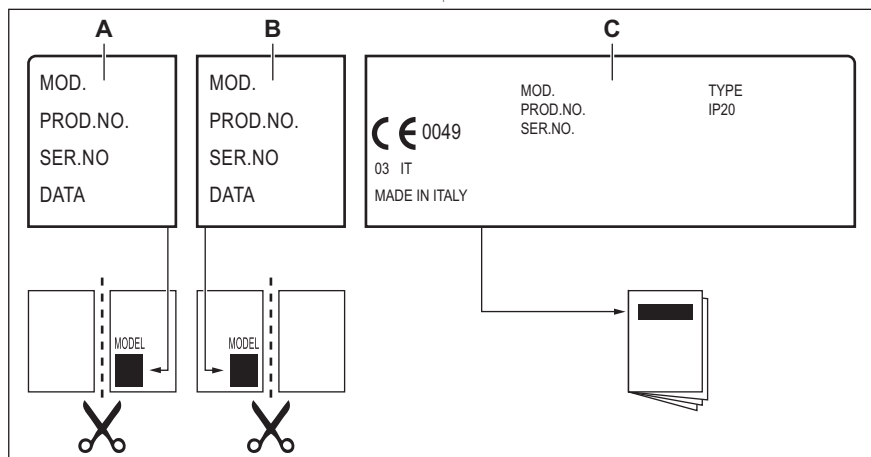 A
B
C
MOD.
PROD.NO.
SER.NO
DATA
MOD.
PROD.NO.
SER.NO
DATA
MOD.
PROD.NO.
SER.NO.
TYPE
IP20
CE 0049
03 IT
MADE IN ITALY
MODEL
MODEL